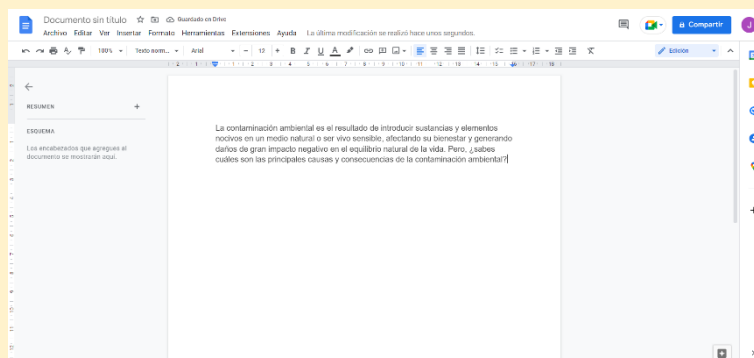 Documento sin título Guardado en Drive
Archivo Editar Ver Insertar Formato Herramientas Extensiones Ayuda La última modificación se realizó hace unos segundos.
Compartir
J
100% Texto norm... Arial 12 B I U A Edición
RESUMEN
ESQUEMA
Los encabezados que agregues al
documento se mostrarán aquí.
La contaminación ambiental es el resultado de introducir sustancias y elementos
nocivos en un medio natural o ser vivo sensible, afectando su bienestar y generando
daños de gran impacto negativo en el equilibrio natural de la vida. Pero, ¿sabes
cuáles son las principales causas y consecuencias de la contaminación ambiental?